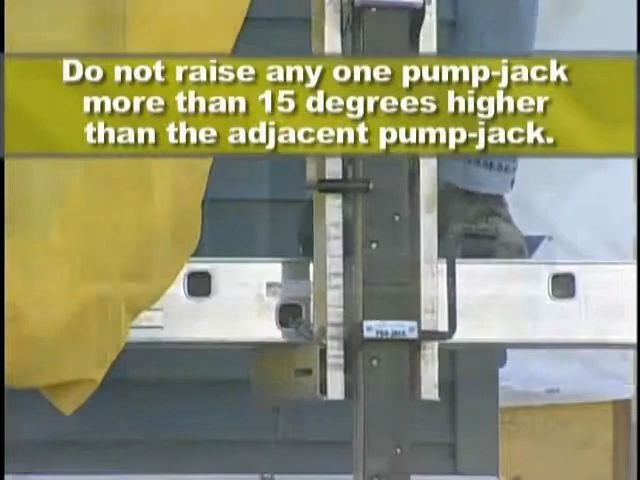 Do not raise any one pump-jack
more than 15 degrees higher
than the adjacent pump-jack.